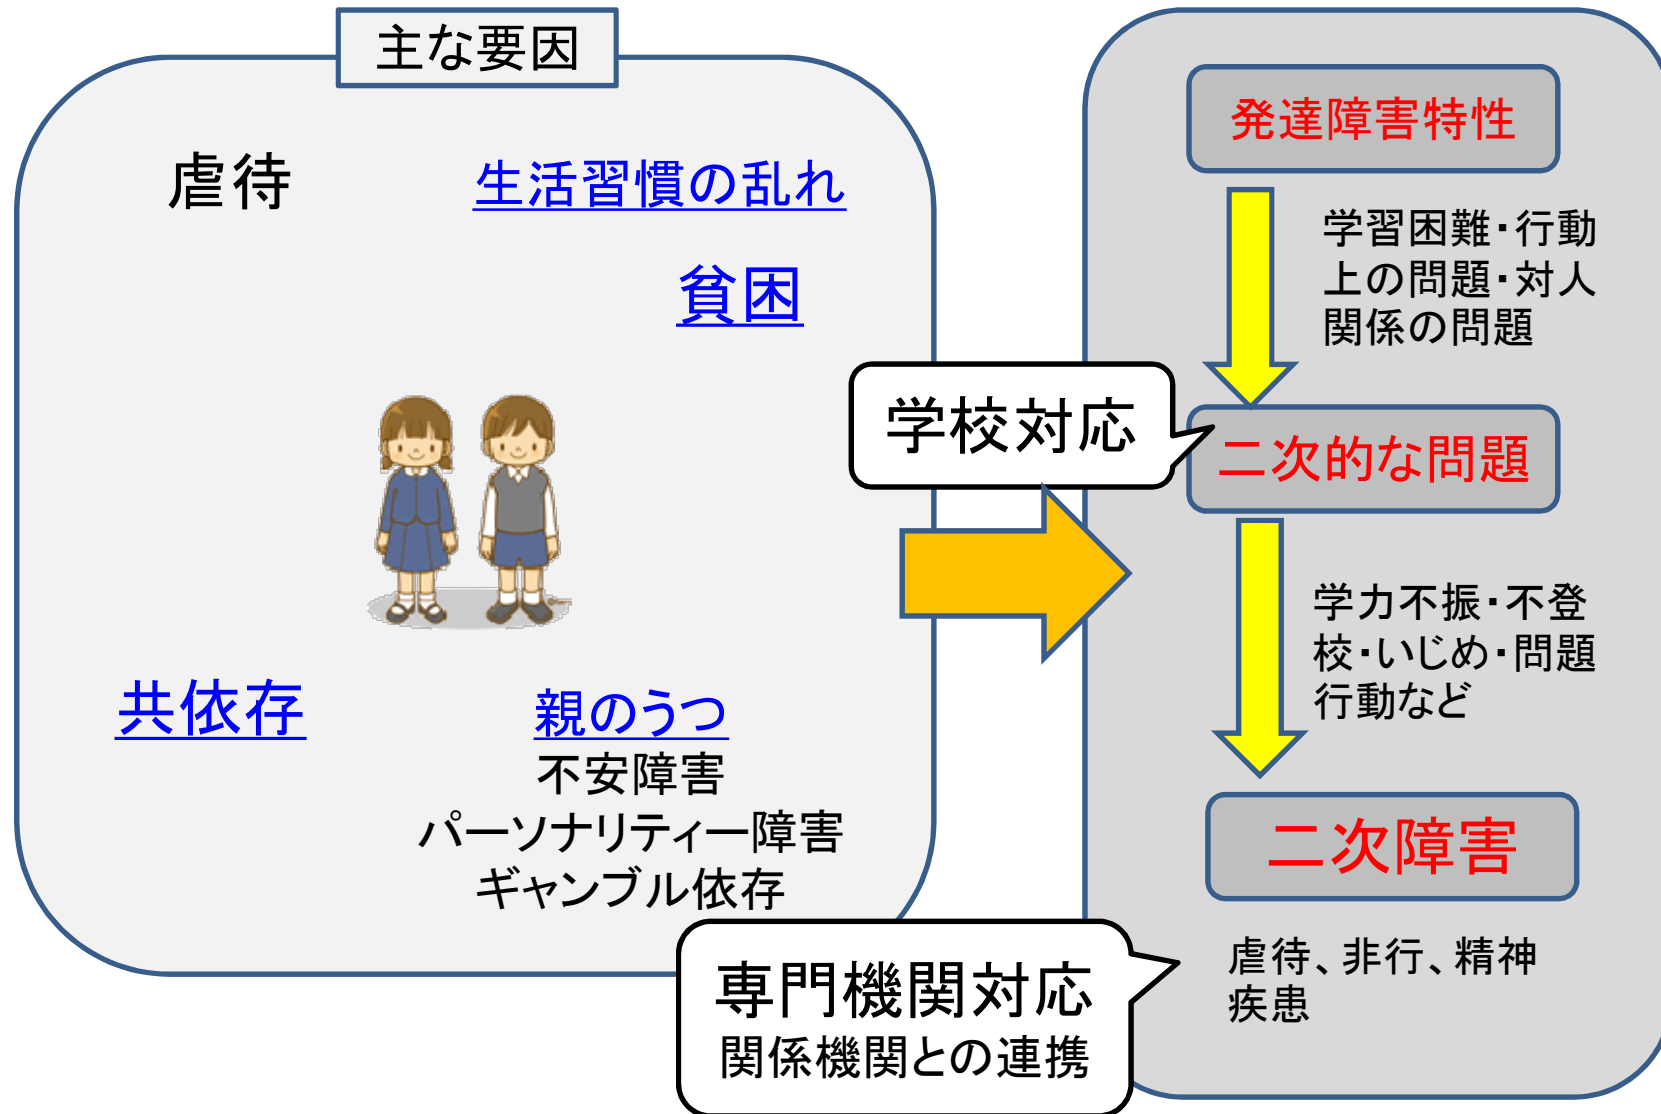 主な要因
虐待
生活習慣の乱れ
貧困
共依存
親のうつ
不安障害
パーソナリティー障害
ギャンブル依存
発達障害特性
学習困難・行動
上の問題・対人
関係の問題
学校対応
二次的な問題
学力不振・不登
校・いじめ・問題
行動など
二次障害
専門機関対応
関係機関との連携
虐待、非行、精神
疾患